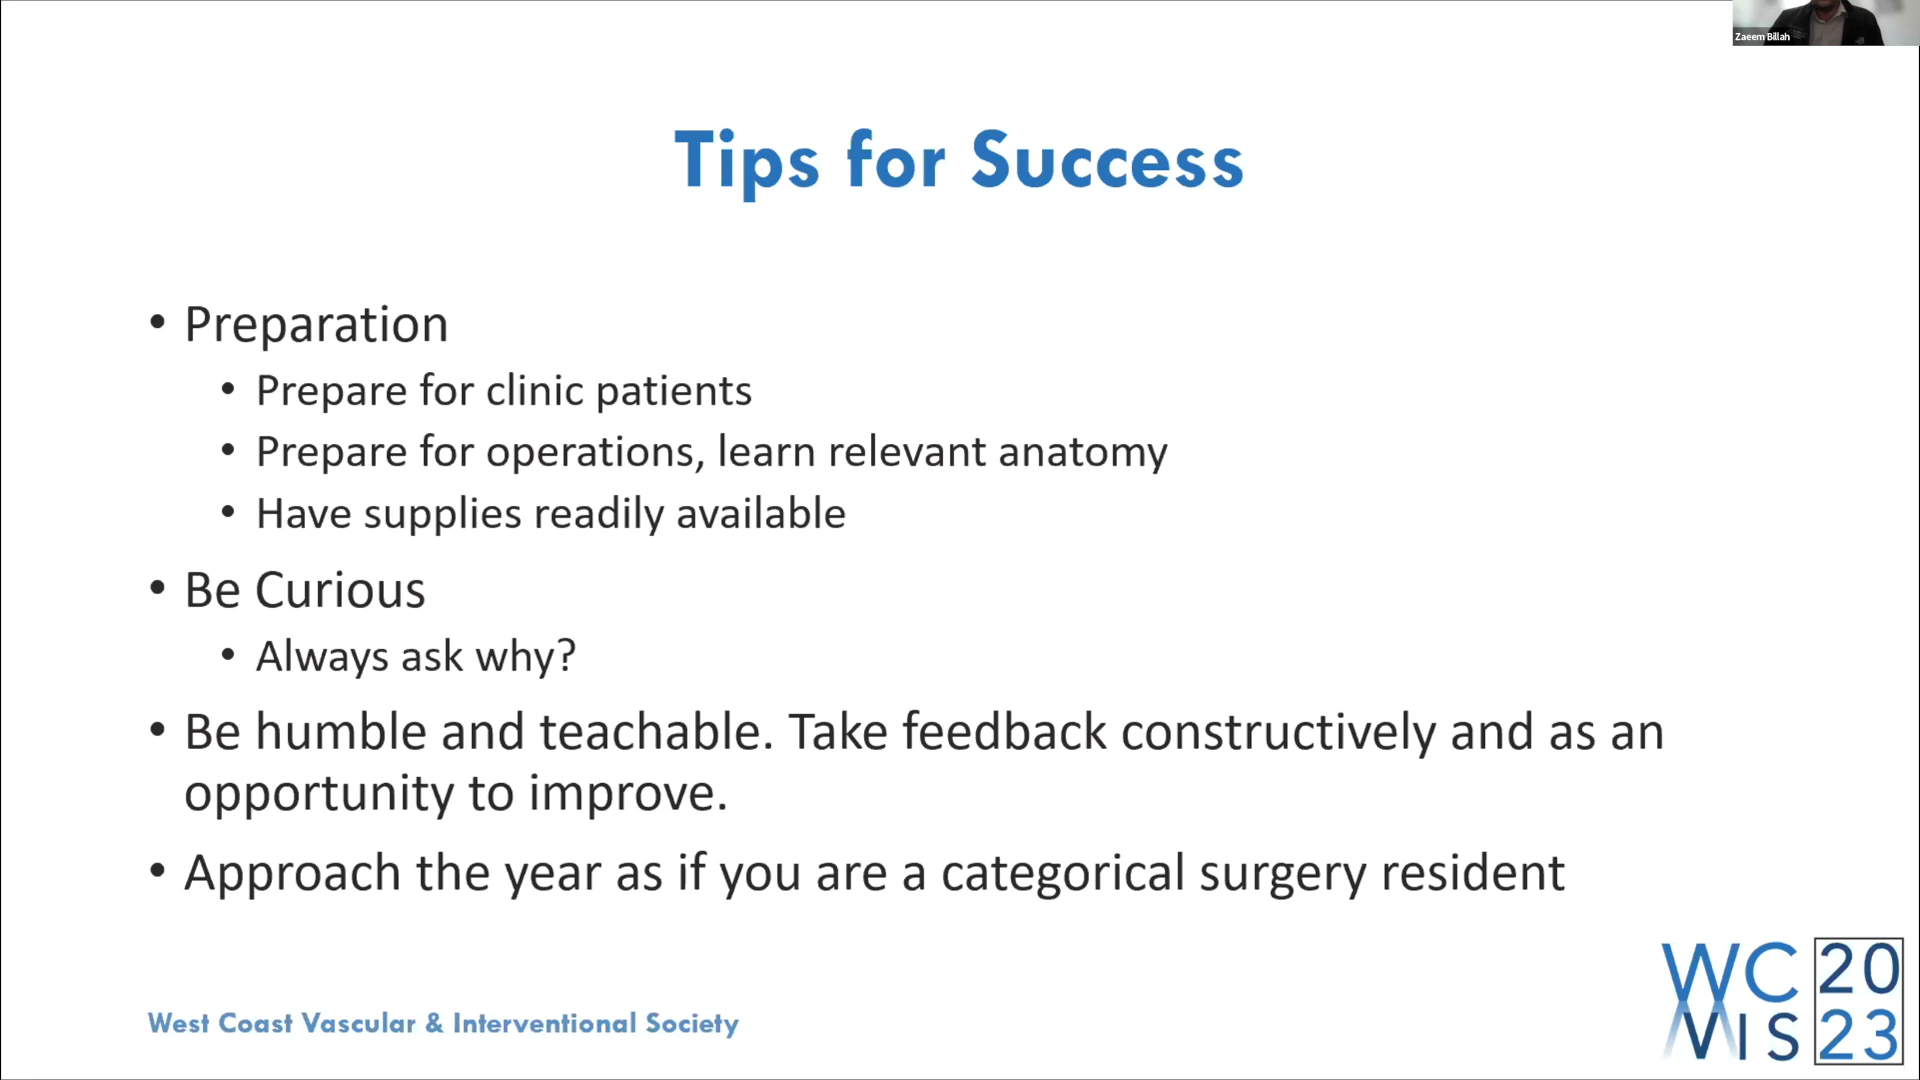 Zaeem Billah
Tips for Success
• Preparation
• Prepare for clinic patients
• Prepare for operations, learn relevant anatomy
• Have supplies readily available
• Be Curious
• Always ask why?
• Be humble and teachable. Take feedback constructively and as an
opportunity to improve.
• Approach the year as if you are a categorical surgery resident
West Coast Vascular & Interventional Society
WC 20
VIS 23